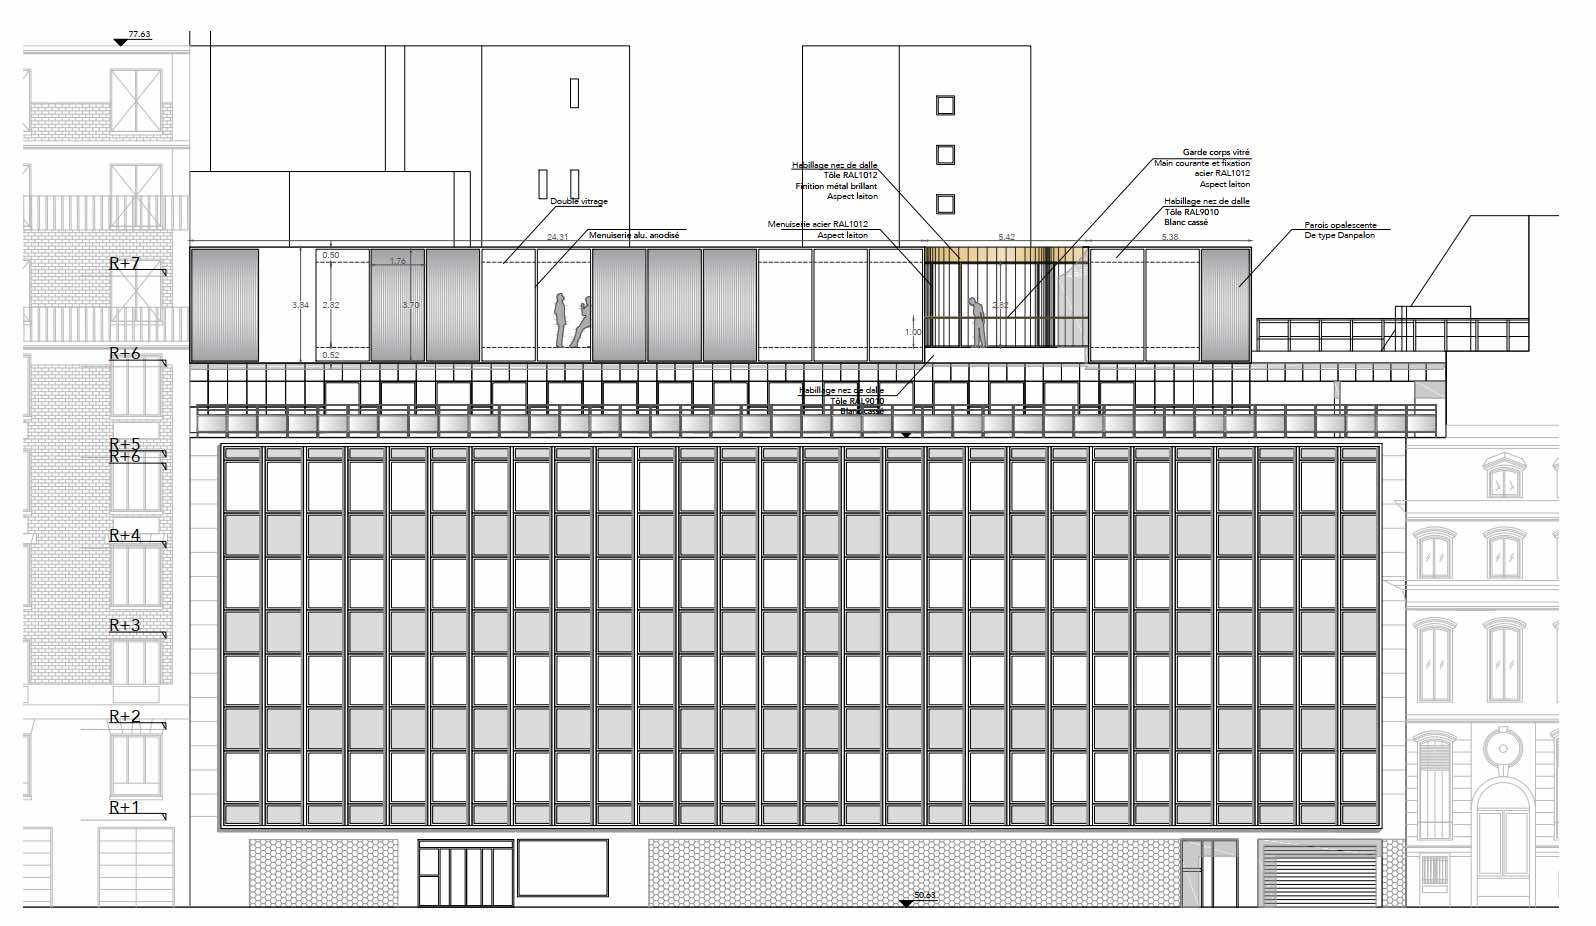 77.63
Garde corps vitré
Main courante et fixation
acier RAL1012
Aspect laiton
Habillage nez de dalle
Tôle RAL1012
Finition métal brillant
Aspect laiton
Double vitrage
Habillage nez de dalle
Tôle RAL9010
Blanc cassé
Menuiserie acier RAL1012
Aspect laiton
Menuiserie alu. anodisé
Parois opalescente
De type Danpalon
24.31
5.42
5.38
R+7
0.50
1.76
3.84
2.82
3.70
2.82
1.00
0.52
R+6
Habillage nez de dalle
Tôle RAL9010
Blanc cassé
R+5
R+6
R+4
R+3
R+2
R+1
50.63